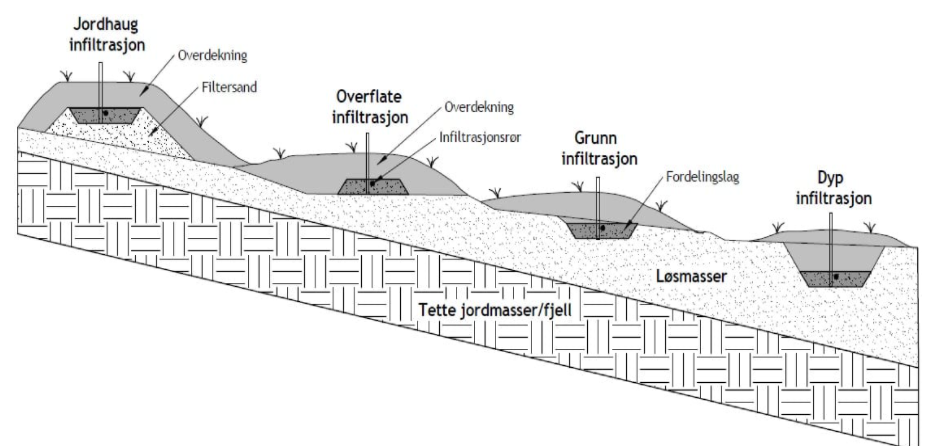 Jordhaug
infiltrasjon
Overdekning
Filtersand
Overflate
infiltrasjon
Overdekning
Infiltrasjonsrør
Grunn
infiltrasjon
Fordelingslag
Dyp
infiltrasjon
Løsmasser
Tette jordmasser/fjell